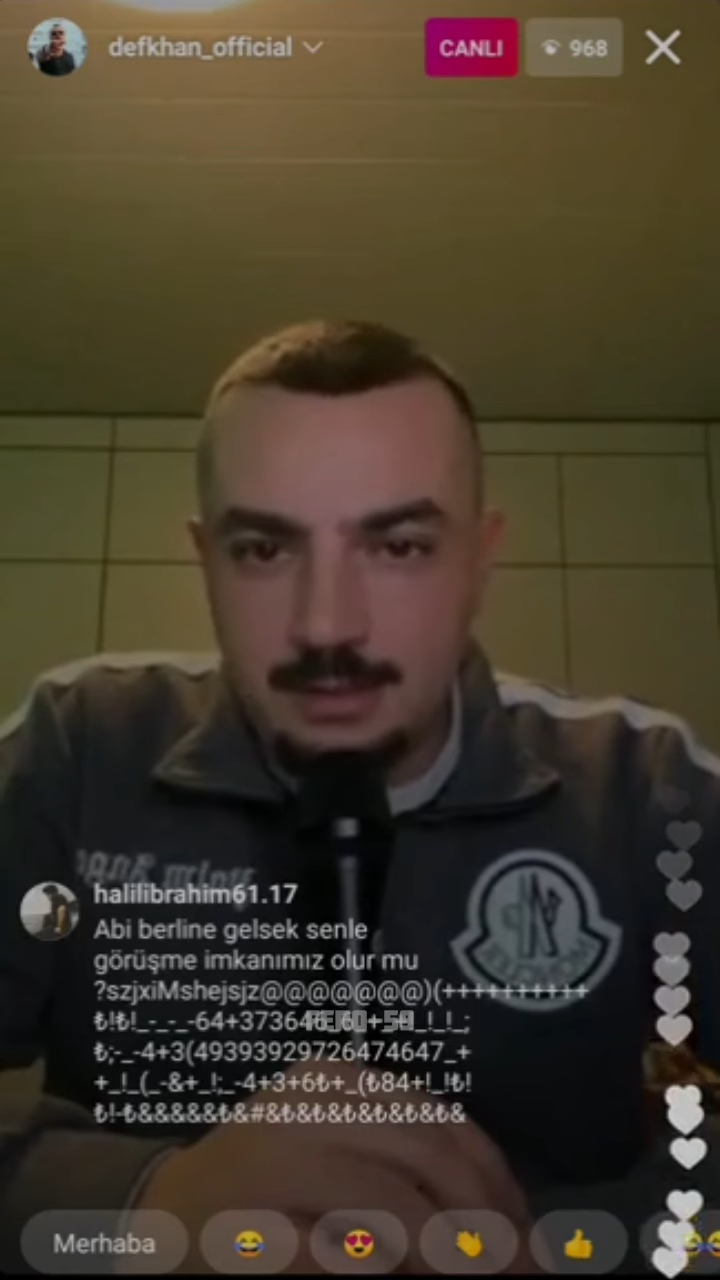 defkhan_official
CANLI
968
halilibrahim61.17
Abi berline gelsek senle
görüşme imkanımız olur mu
?szjxiMshejsjz@@@@@@@)(++++++++++
₺!₺!_-_-_-64+373646
₺;-_-4+3(49393929726474647_+
+_!_(_-&+_!;_-4+3+6₺+_(₺84+!_!₺!
₺!-₺&&&&&₺&#&₺&₺&₺&₺&₺&₺&
Merhaba